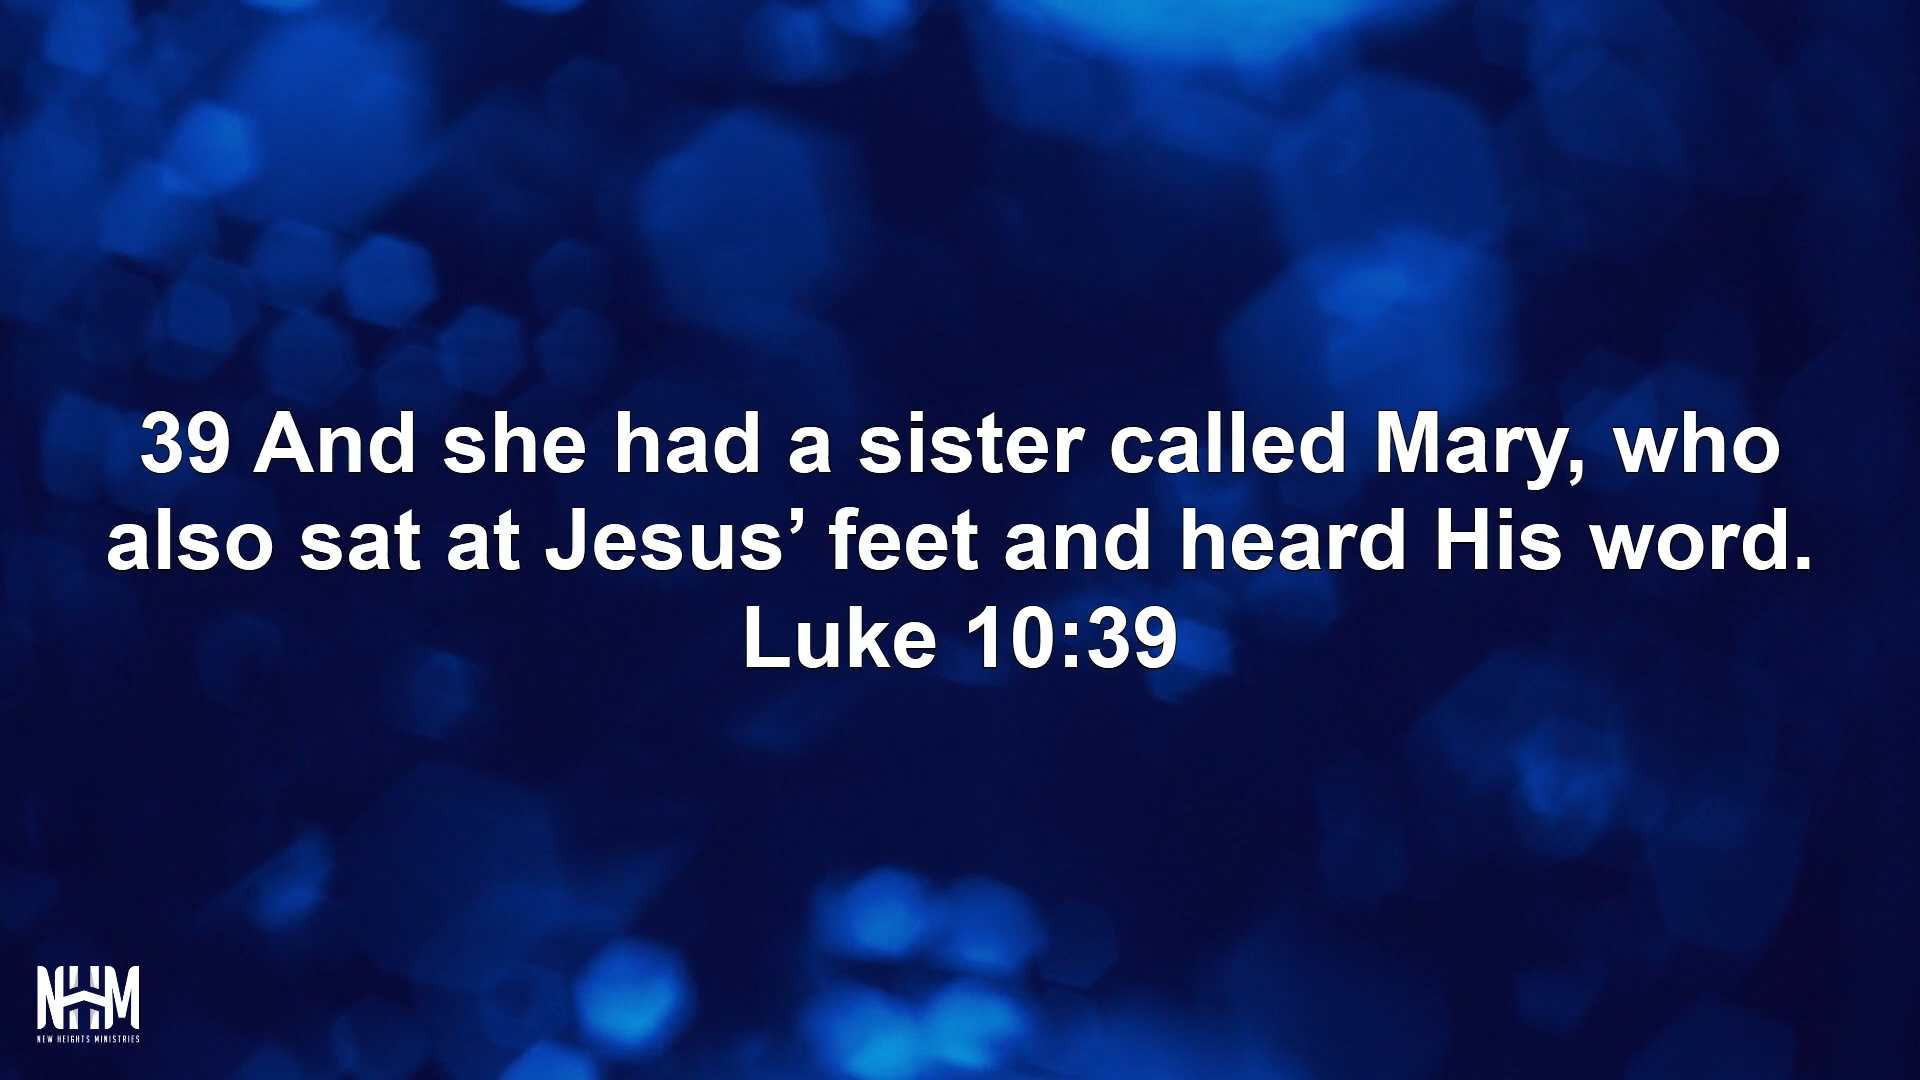 39 And she had a sister called Mary, who
also sat at Jesus’ feet and heard His word.
Luke 10:39
NHM
NEW HEIGHTS MINISTRIES